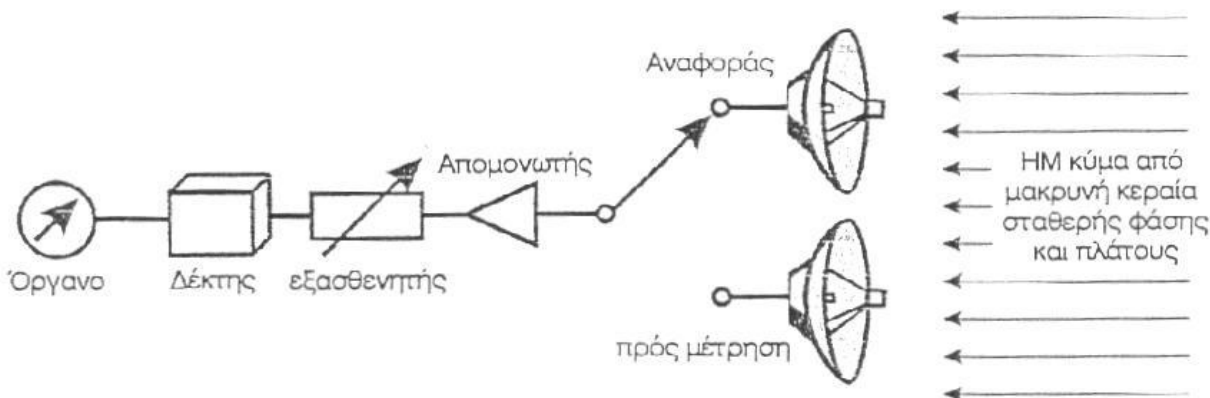 Αναφοράς
Απομονωτής
ΗΜ κύμα από
μακρυνή κεραία
σταθερής φάσης
και πλάτους
Όργανο
Δέκτης
εξασθενητής
πρός μέτρηση